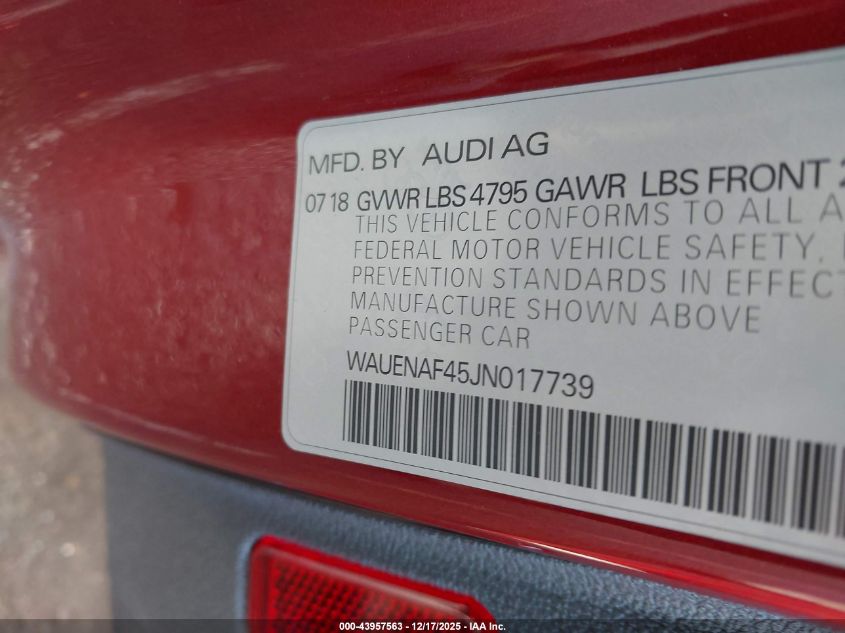 MFD. BY AUDI AG
07 18 GVWR LBS 4795 GAWR LBS FRONT 2
THIS VEHICLE CONFORMS TO ALL A
FEDERAL MOTOR VEHICLE SAFETY,
PREVENTION STANDARDS IN EFFECT
MANUFACTURE SHOWN ABOVE
PASSENGER CAR
WAUENAF45JN017739
000-43957563 - 12/17/2025 - IAA Inc.